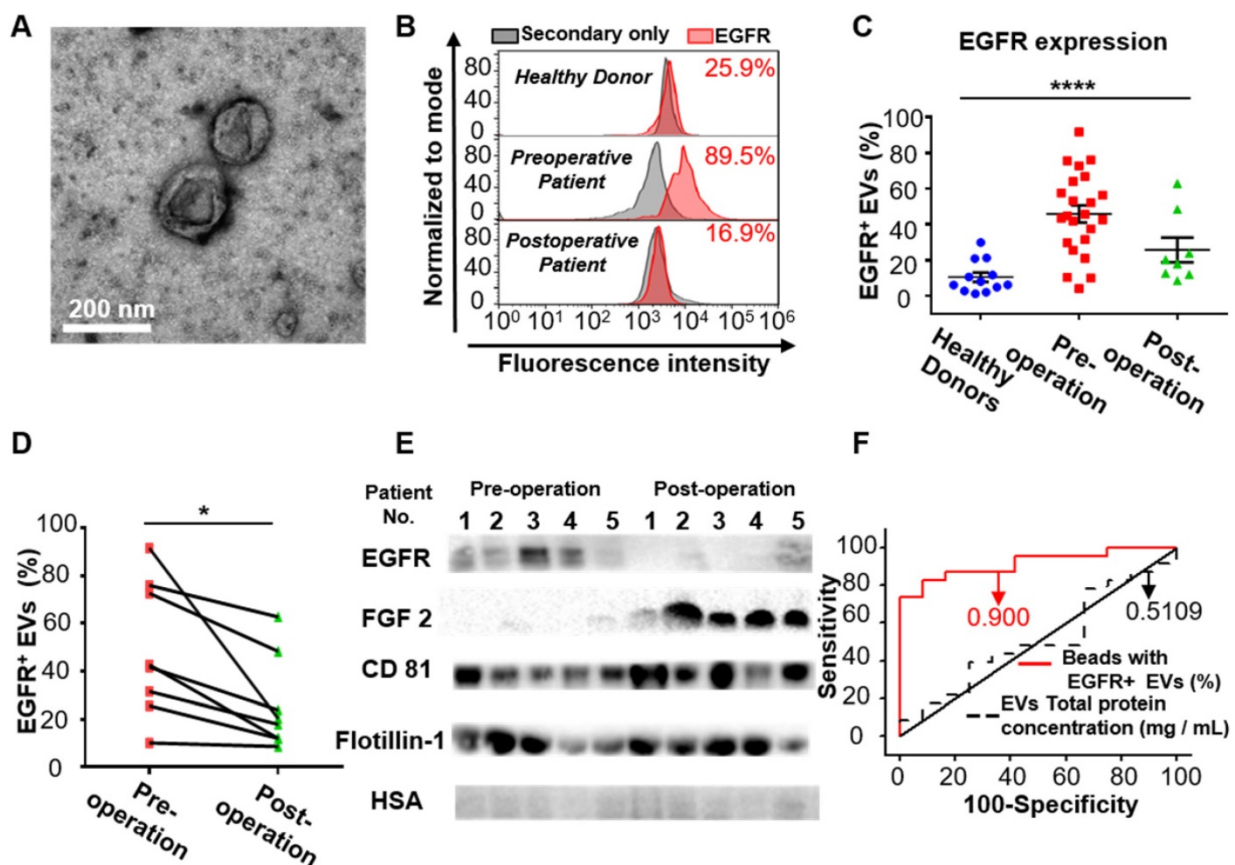 A
200 nm
B
Secondary only EGFR
Normalized to mode
80
40
0
Healthy Donor
25.9%
80
40
0
Preoperative
Patient
89.5%
80
40
0
Postoperative
Patient
16.9%
10⁰ 10¹ 10² 10³ 10⁴ 10⁵ 10⁶
Fluorescence intensity
C
EGFR expression
****
EGFR⁺ EVs (%)
100
80
60
40
20
0
Healthy
Donors
Pre-
operation
Post-
operation
D
*
EGFR⁺ EVs (%)
100
80
60
40
20
0
Pre-
operation
Post-
operation
E
Patient
No.
Pre-operation Post-operation
1 2 3 4 5 1 2 3 4 5
EGFR
FGF 2
CD 81
Flotillin-1
HSA
F
Sensitivity
100
80
60
40
20
0
0.900
0.5109
Beads with
EGFR+ EVs (%)
EVs Total protein
concentration (mg / mL)
0 20 40 60 80 100
100-Specificity